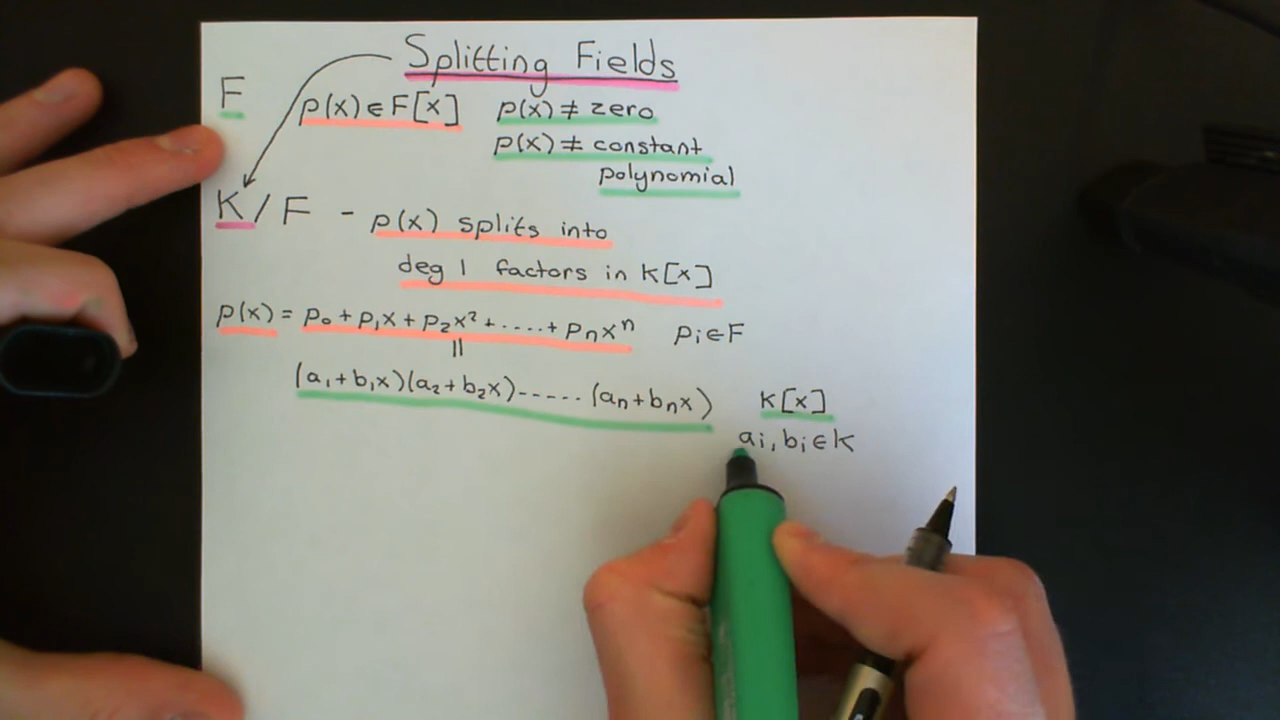 Splitting Fields
F
p(x) ∈ F[x] p(x) ≠ zero
p(x) ≠ constant
polynomial
K/F - p(x) splits into
deg 1 factors in K[x]
p(x) = p₀ + p₁x + p₂x² + ..... + pₙxⁿ pᵢ ∈ F
=
(a₁+b₁x)(a₂+b₂x)-----·(aₙ+bₙx) K[x]
aᵢ, bᵢ ∈ K